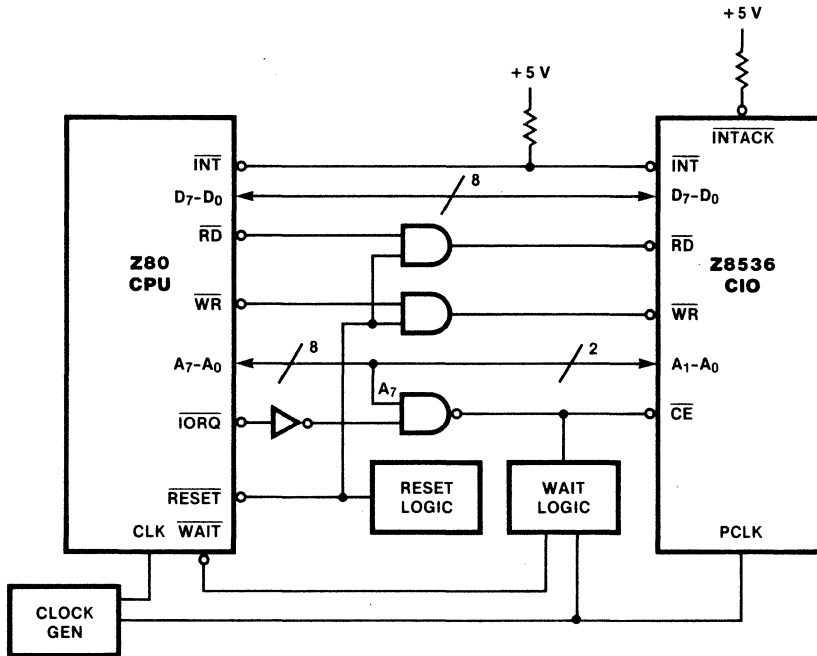 +5 V
+5 V
INTACK
INT
INT
8
D7-D0
D7-D0
RD
RD
Z80
CPU
Z8536
CIO
WR
WR
8
2
A7-A0
A1-A0
A7
IORQ
CE
RESET
RESET
LOGIC
WAIT
LOGIC
CLK
WAIT
PCLK
CLOCK
GEN